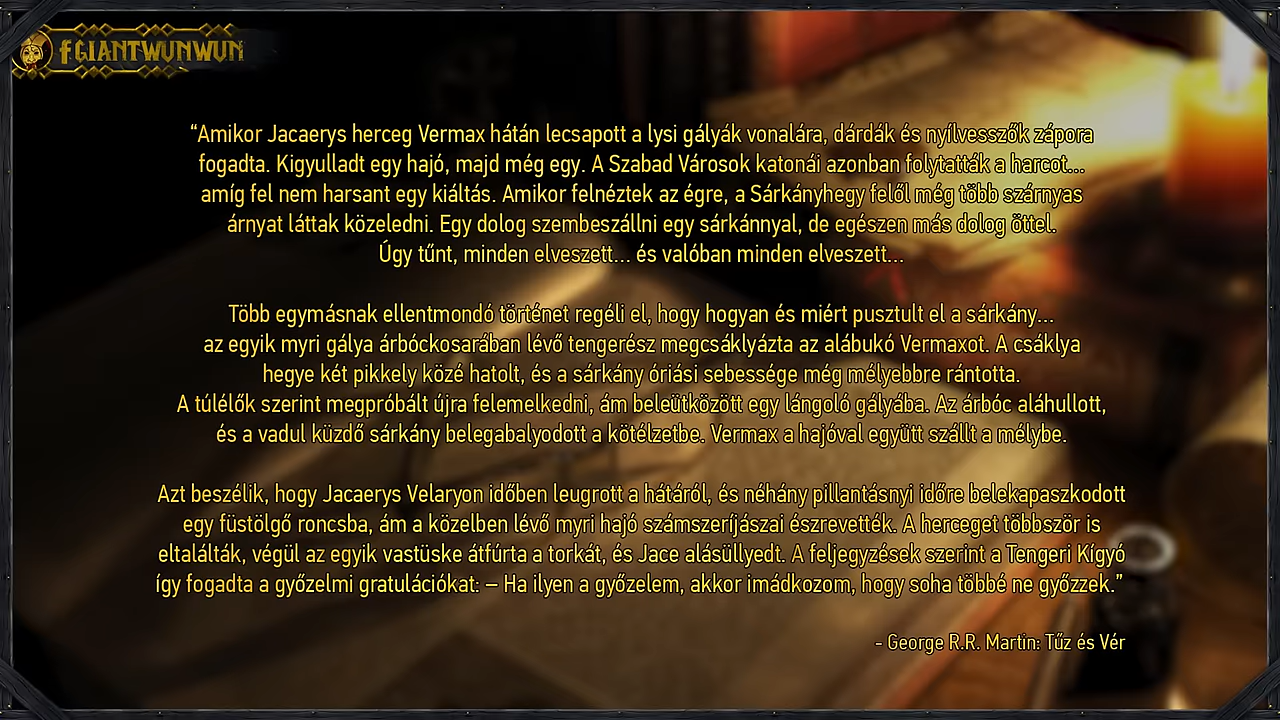 fGIANTWUNWUN
“Amikor Jacaerys herceg Vermax hátán lecsapott a lysi gályák vonalára, dárdák és nyílvesszők zápora
fogadta. Kigyulladt egy hajó, majd még egy. A Szabad Városok katonái azonban folytatták a harcot...
amíg fel nem harsant egy kiáltás. Amikor felnéztek az égre, a Sárkányhegy felől még több szárnyas
árnyat láttak közeledni. Egy dolog szembeszállni egy sárkánnyal, de egészen más dolog öttel.
Úgy tűnt, minden elveszett... és valóban minden elveszett...
Több egymásnak ellentmondó történet regéli el, hogy hogyan és miért pusztult el a sárkány...
az egyik myri gálya árbóckosarában lévő tengerész megcsáklyázta az alábukó Vermaxot. A csáklya
hegye két pikkely közé hatolt, és a sárkány óriási sebessége még mélyebbre rántotta.
A túlélők szerint megpróbált újra felemelkedni, ám beleütközött egy lángoló gályába. Az árbóc aláhullott,
és a vadul küzdő sárkány belegabalyodott a kötélzetbe. Vermax a hajóval együtt szállt a mélybe.
Azt beszélik, hogy Jacaerys Velaryon időben leugrott a hátáról, és néhány pillantásnyi időre belekapaszkodott
egy füstölgő roncsba, ám a közelben lévő myri hajó számszeríjászai észrevették. A herceget többször is
eltalálták, végül az egyik vastüske átfúrta a torkát, és Jace alásüllyedt. A feljegyzések szerint a Tengeri Kígyó
így fogadta a győzelmi gratulációkat: – Ha ilyen a győzelem, akkor imádkozom, hogy soha többé ne győzzek.”
- George R.R. Martin: Tűz és Vér